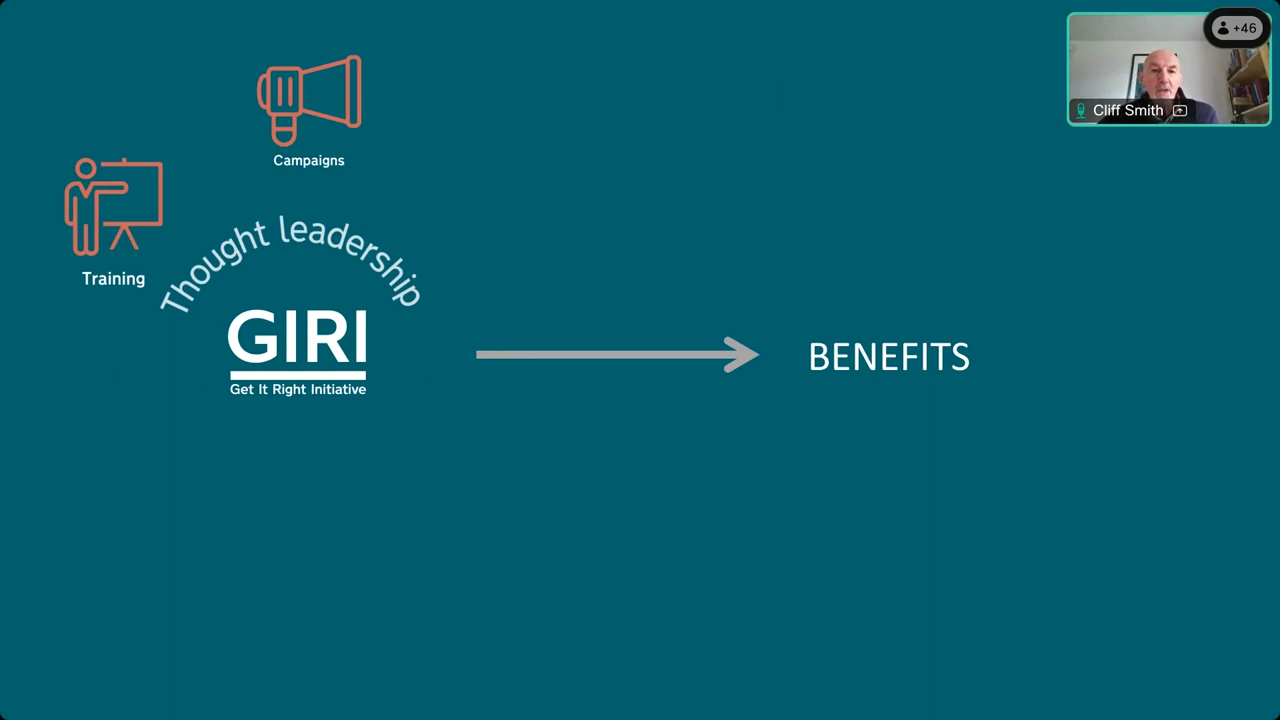 +46
Cliff Smith
Campaigns
Training
Thought leadership
GIRI
Get It Right Initiative
BENEFITS